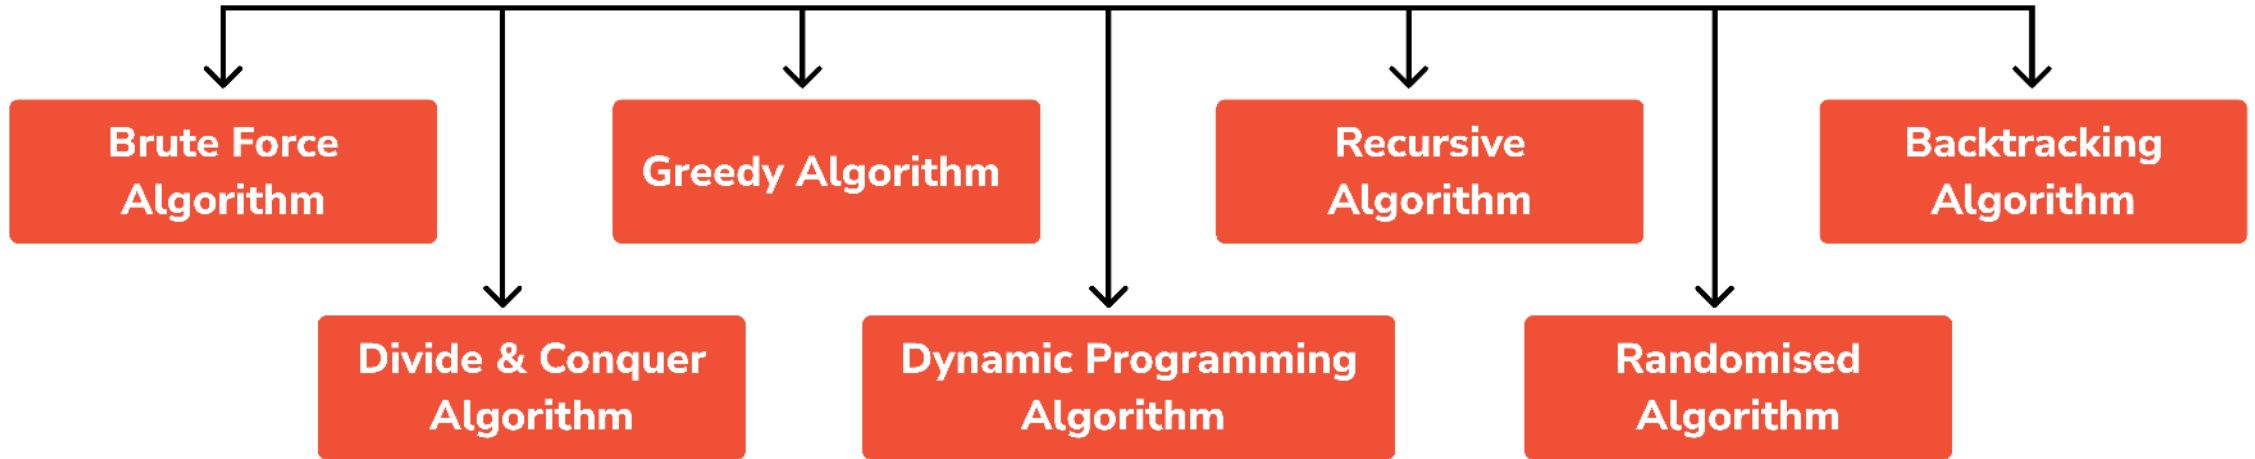 Brute Force
Algorithm
Greedy Algorithm
Recursive
Algorithm
Backtracking
Algorithm
Divide & Conquer
Algorithm
Dynamic Programming
Algorithm
Randomised
Algorithm